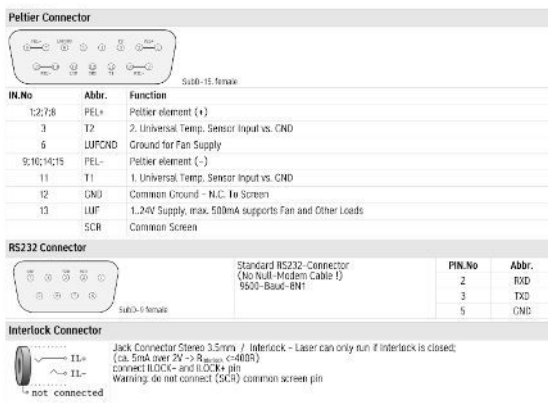 Peltier Connector
SubD-15, female
IN.No Abbr. Function
1;2;7;8 PEL+ Peltier element (+)
3 T2 2. Universal Temp. Sensor Input vs. GND
6 LUFGND Ground for Fan Supply
9;10;14;15 PEL- Peltier element (-)
11 T1 1. Universal Temp. Sensor Input vs. GND
12 GND Common Ground - N.C. To Screen
13 LUF 1..24V Supply, max. 500mA supports Fan and Other Loads
SCR Common Screen
RS232 Connector
SubD-9 female
Standard RS232-Connector
(No Null-Modem Cable !)
9600-Baud-8N1
PIN.No Abbr.
2 RXD
3 TXD
5 GND
Interlock Connector
IL+
IL-
not connected
Jack Connector Stereo 3.5mm / Interlock - Laser can only run if Interlock is closed;
(ca. 5mA over 2V -> R <=400R)
connect ILOCK- and ILOCK+ pin
Warning: do not connect (SCR) common screen pin